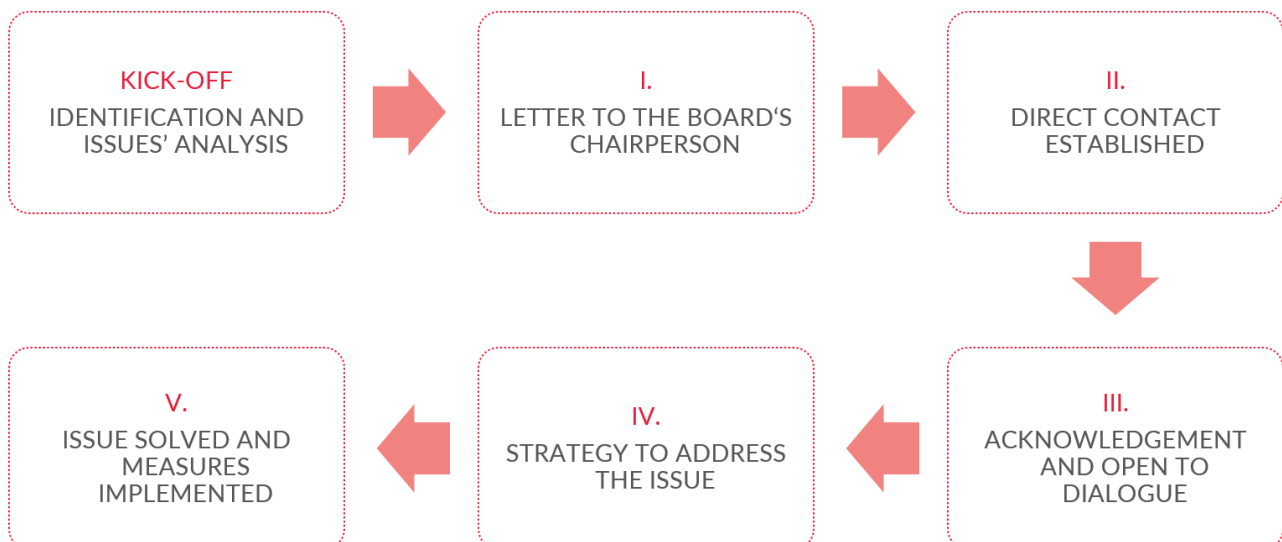 KICK-OFF
IDENTIFICATION AND
ISSUES’ ANALYSIS
I.
LETTER TO THE BOARD‘S
CHAIRPERSON
II.
DIRECT CONTACT
ESTABLISHED
III.
ACKNOWLEDGEMENT
AND OPEN TO
DIALOGUE
IV.
STRATEGY TO ADDRESS
THE ISSUE
V.
ISSUE SOLVED AND
MEASURES
IMPLEMENTED